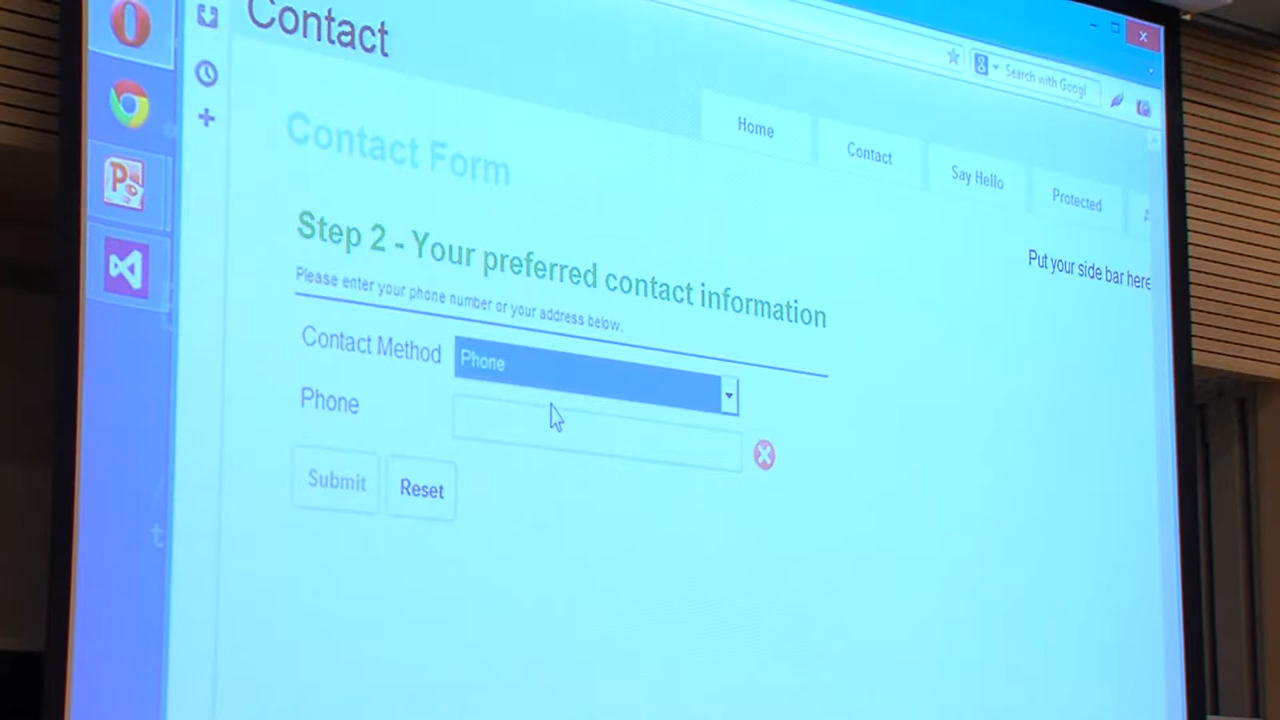 Contact
Search with Googl
Home
Contact
Say Hello
Protected
Contact Form
Put your side bar here
Step 2 - Your preferred contact information
Please enter your phone number or your address below.
Contact Method
Phone
Phone
Submit
Reset